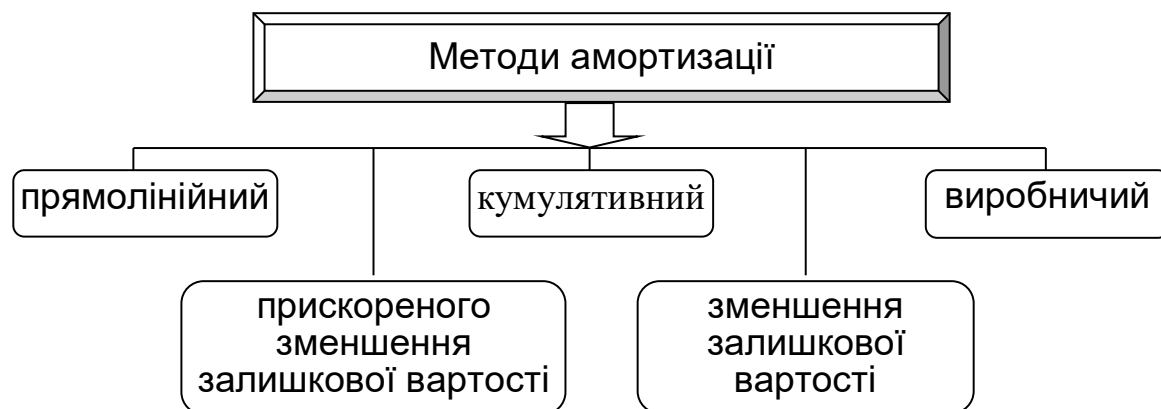 Методи амортизації
прямолінійний
кумулятивний
виробничий
прискореного
зменшення
залишкової вартості
зменшення
залишкової
вартості